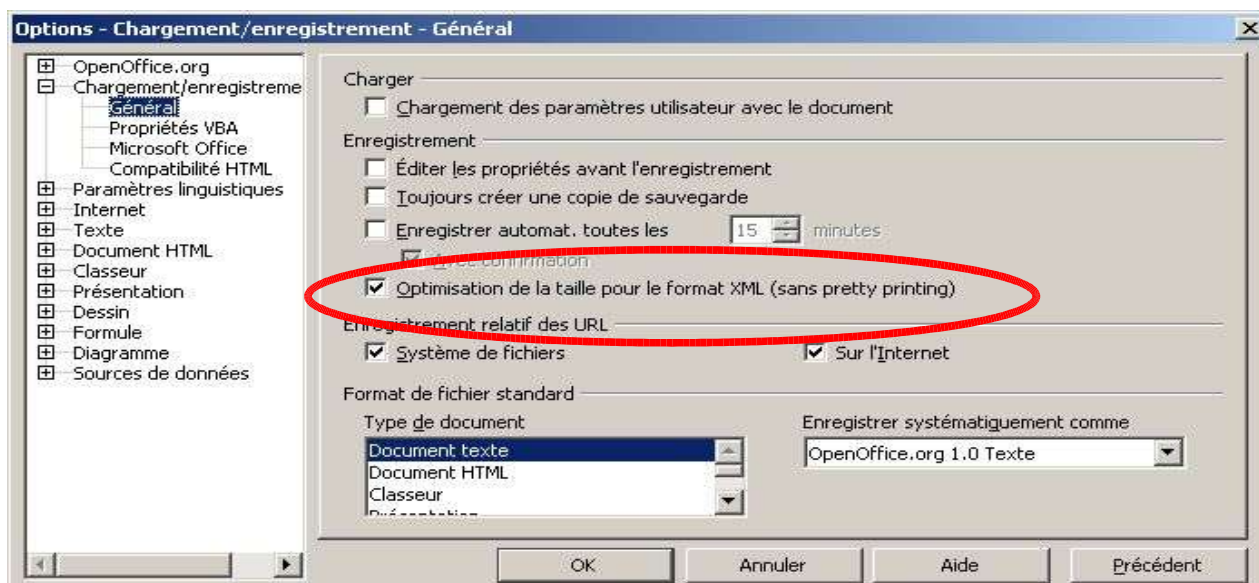 Options - Chargement/enregistrement - Général
OpenOffice.org
Chargement/enregistreme
Général
Propriétés VBA
Microsoft Office
Compatibilité HTML
Paramètres linguistiques
Internet
Texte
Document HTML
Classeur
Présentation
Dessin
Formule
Diagramme
Sources de données
Charger
Chargement des paramètres utilisateur avec le document
Enregistrement
Éditer les propriétés avant l'enregistrement
Toujours créer une copie de sauvegarde
Enregistrer automat. toutes les 15 minutes
Avec confirmation
Optimisation de la taille pour le format XML (sans pretty printing)
Enregistrement relatif des URL
Système de fichiers
Sur l'Internet
Format de fichier standard
Type de document
Document texte
Document HTML
Classeur
Présentation
Enregistrer systématiquement comme
OpenOffice.org 1.0 Texte
OK Annuler Aide Précédent